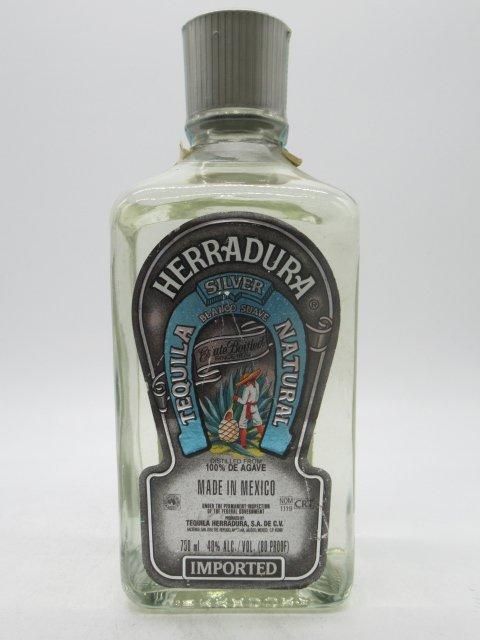 HERRADURA ®
SILVER
BLANCO SUAVE
TEQUILA
NATURAL
Estate Bottled
DISTILLED FROM
100% DE AGAVE
MADE IN MEXICO
NOM
1119 CRT
UNDER THE PERMANENT INSPECTION
OF THE FEDERAL GOVERNMENT
PRODUCED BY
TEQUILA HERRADURA, S.A. DE C.V.
750 ml 40% ALC./VOL. (80 PROOF)
IMPORTED